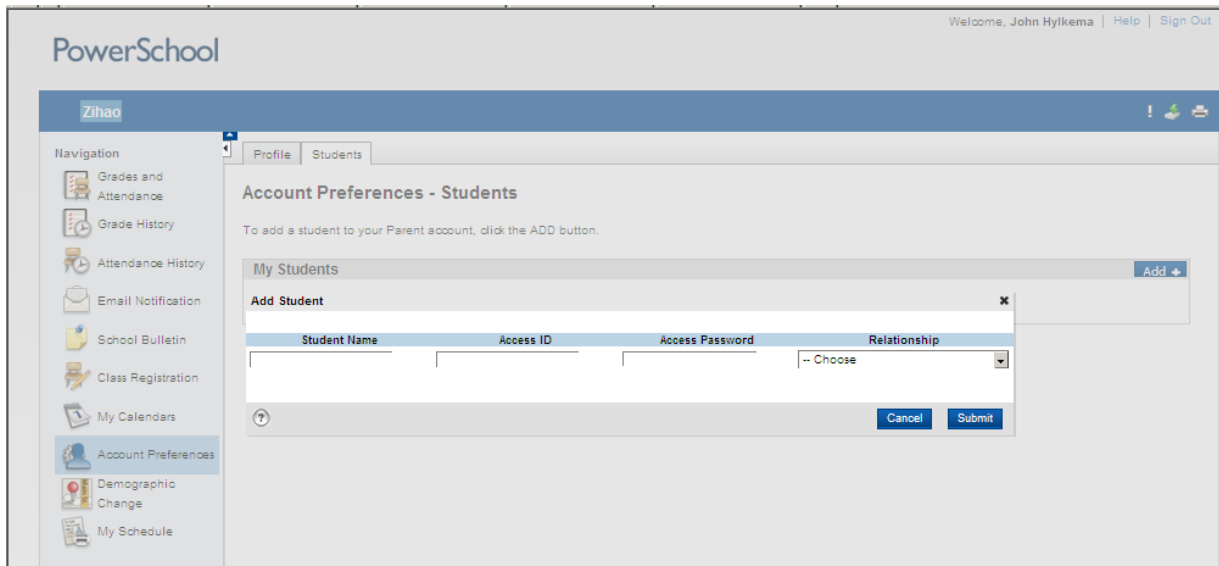 Welcome, John Hylkema | Help | Sign Out
PowerSchool
Zihao
!
Navigation
Grades and
Attendance
Grade History
Attendance History
Email Notification
School Bulletin
Class Registration
My Calendars
Account Preferences
Demographic
Change
My Schedule
Profile Students
Account Preferences - Students
To add a student to your Parent account, click the ADD button.
My Students Add +
Add Student ×
Student Name Access ID Access Password Relationship
-- Choose
? Cancel Submit